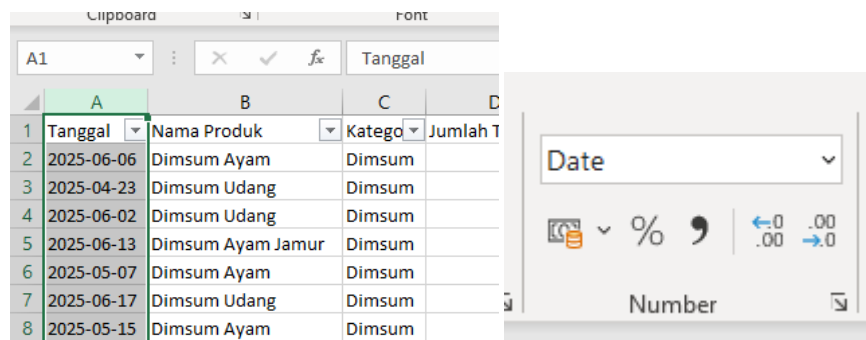 Clipboard
Font
A1
fx
Tanggal
A B C D
1 Tanggal Nama Produk Katego Jumlah T
2 2025-06-06 Dimsum Ayam Dimsum
3 2025-04-23 Dimsum Udang Dimsum
4 2025-06-02 Dimsum Udang Dimsum
5 2025-06-13 Dimsum Ayam Jamur Dimsum
6 2025-05-07 Dimsum Ayam Dimsum
7 2025-06-17 Dimsum Udang Dimsum
8 2025-05-15 Dimsum Ayam Dimsum
Date
% , ←0 .00
.00 →.0
Number